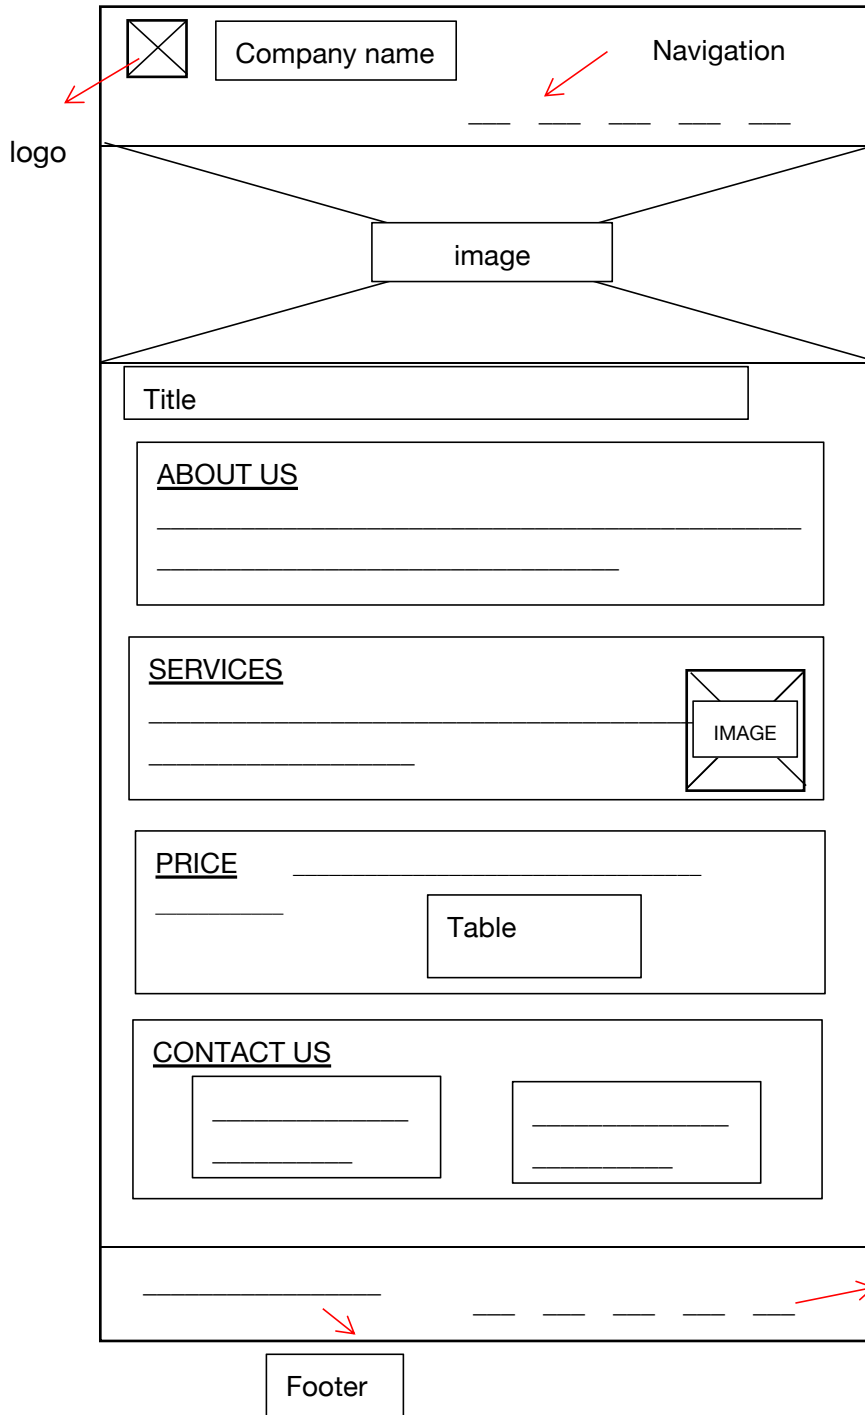 Company name
Navigation
logo
image
Title
ABOUT US
SERVICES
IMAGE
PRICE
Table
CONTACT US
Footer